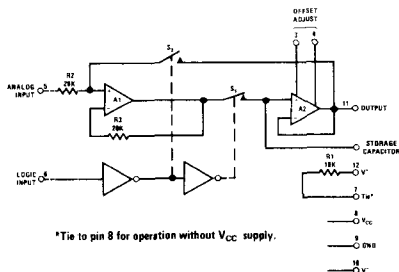 OFFSET
ADJUST
3 4
S2
R2
20K
ANALOG
INPUT 5
A1
S1
A2
11 OUTPUT
R3
20K
STORAGE
CAPACITOR
LOGIC
INPUT 6
R1
10K
12 V+
7
8
VCC
9
GND
10
V-
*Tie to pin 8 for operation without VCC supply.